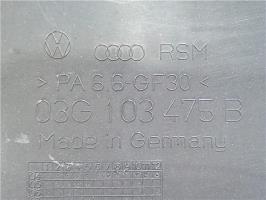 RSM
> PA 6.6-GF30 <
03G 103 475 B
Made in Germany